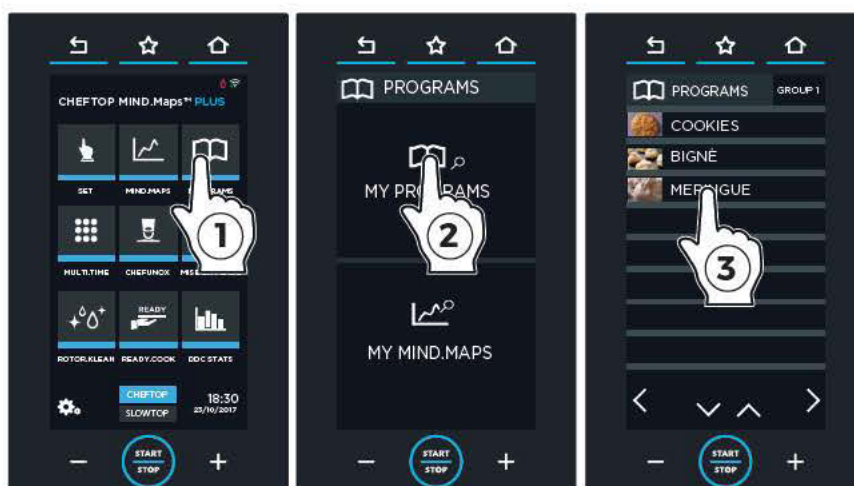 CHEFTOP MIND.Maps™ PLUS
SET
MIND.MAPS
MULTI.TIME
CHEFUNOX
READY
ROTOR.KLEAN
READY.COOK
DDC STATS
CHEFTOP
SLOWTOP
18:30
23/10/2017
START
STOP
1
PROGRAMS
MY PROGRAMS
2
MY MIND.MAPS
START
STOP
PROGRAMS
GROUP 1
COOKIES
BIGNÈ
MERINGUE
3
START
STOP